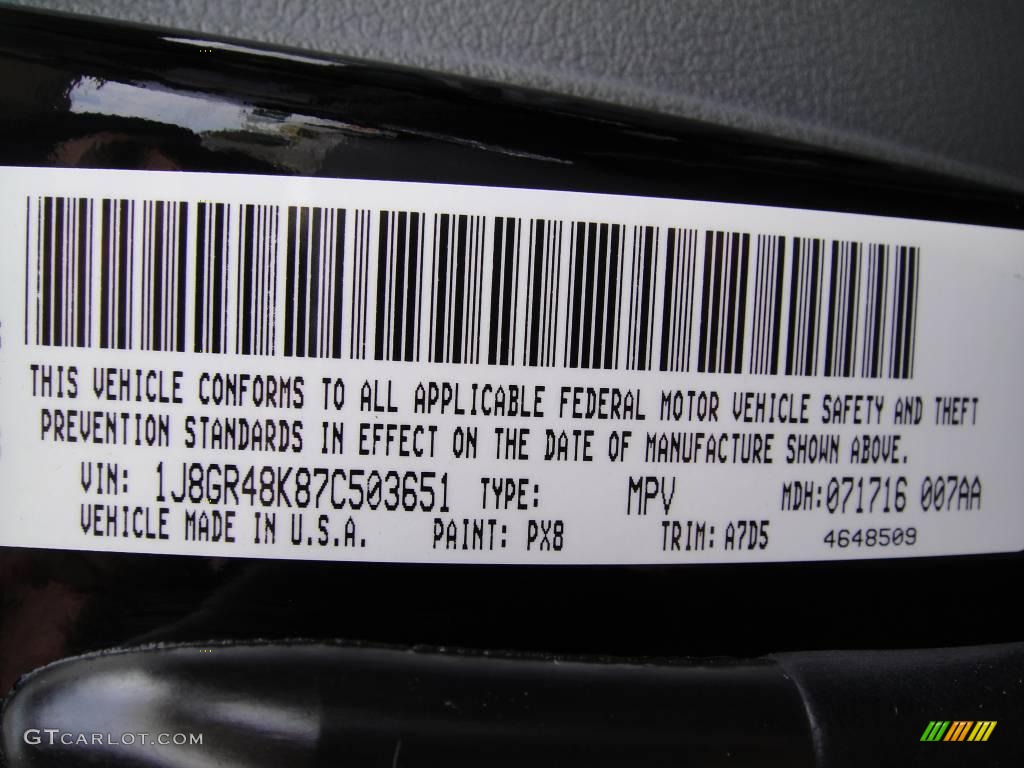 THIS VEHICLE CONFORMS TO ALL APPLICABLE FEDERAL MOTOR VEHICLE SAFETY AND THEFT
PREVENTION STANDARDS IN EFFECT ON THE DATE OF MANUFACTURE SHOWN ABOVE.
VIN: 1J8GR48K87C503651 TYPE: MPV MDH:071716 007AA
VEHICLE MADE IN U.S.A. PAINT: PX8 TRIM: A7D5 4648509
GTCARLOT.COM